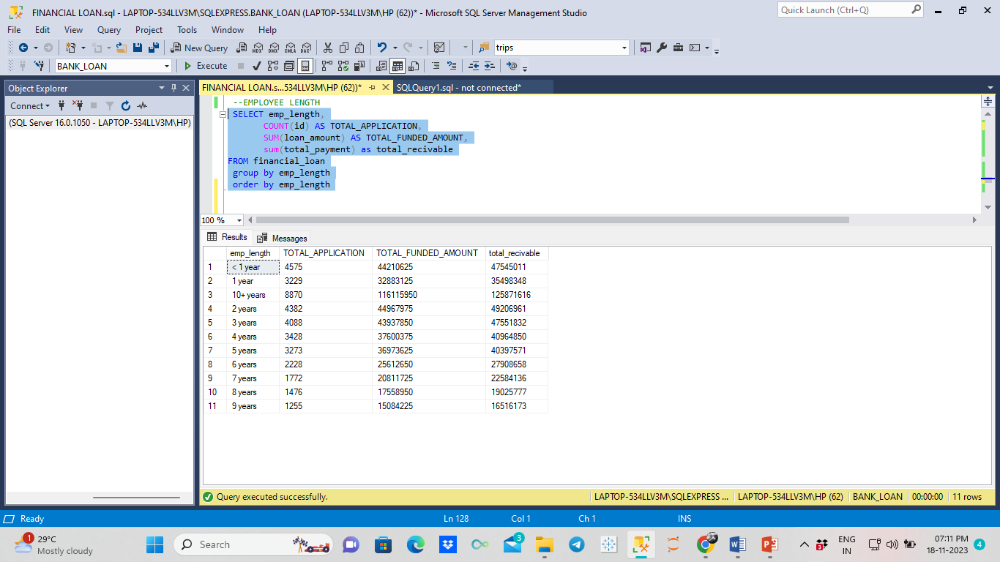 FINANCIAL LOAN.sql - LAPTOP-534LLV3M\SQLEXPRESS.BANK_LOAN (LAPTOP-534LLV3M\HP (62))* - Microsoft SQL Server Management Studio
Quick Launch (Ctrl+Q)
File Edit View Query Project Tools Window Help
New Query MDX DMX XMLA DAX trips
BANK_LOAN Execute
Object Explorer
Connect
(SQL Server 16.0.1050 - LAPTOP-534LLV3M\HP)
FINANCIAL LOAN.s...534LLV3M\HP (62))* SQLQuery1.sql - not connected*
--EMPLOYEE LENGTH
SELECT emp_length,
COUNT(id) AS TOTAL_APPLICATION,
SUM(loan_amount) AS TOTAL_FUNDED_AMOUNT,
sum(total_payment) as total_recivable
FROM financial_loan
group by emp_length
order by emp_length
100 %
Results Messages
emp_length TOTAL_APPLICATION TOTAL_FUNDED_AMOUNT total_recivable
1 < 1 year 4575 44210625 47545011
2 1 year 3229 32883125 35498348
3 10+ years 8870 116115950 125871616
4 2 years 4382 44967975 49206961
5 3 years 4088 43937850 47551832
6 4 years 3428 37600375 40964850
7 5 years 3273 36973625 40397571
8 6 years 2228 25612650 27908658
9 7 years 1772 20811725 22584136
10 8 years 1476 17558950 19025777
11 9 years 1255 15084225 16516173
Query executed successfully. LAPTOP-534LLV3M\SQLEXPRESS ... LAPTOP-534LLV3M\HP (62) BANK_LOAN 00:00:00 11 rows
Ready Ln 128 Col 1 Ch 1 INS
1 29°C
Mostly cloudy
Search
3
3
ENG
IN
07:11 PM
18-11-2023
4